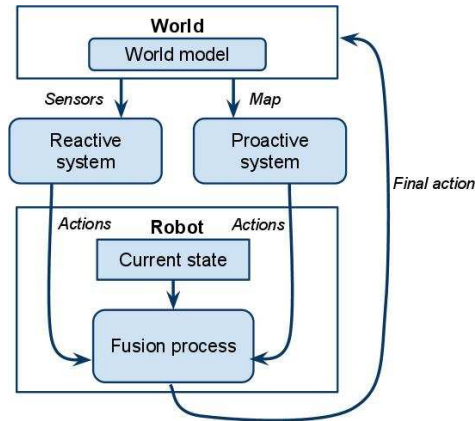 World
World model
Sensors
Map
Reactive
system
Proactive
system
Final action
Actions
Robot
Actions
Current state
Fusion process